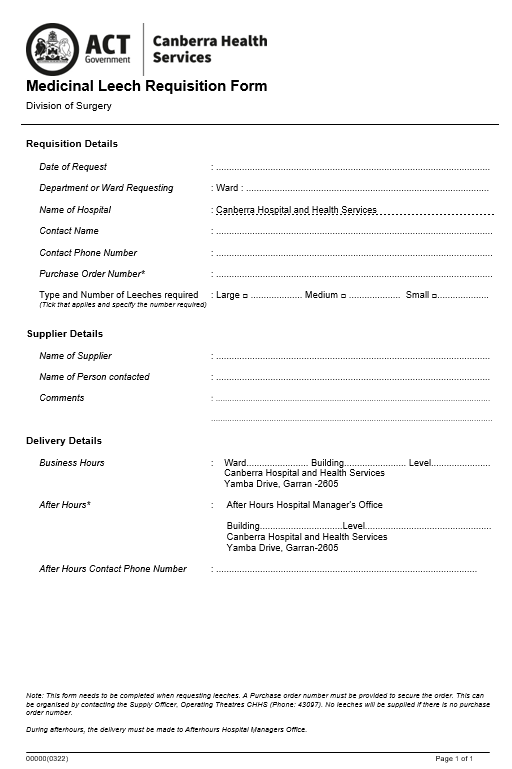 ACT
Government
Canberra Health
Services
Medicinal Leech Requisition Form
Division of Surgery
Requisition Details
Date of Request : ..........
Department or Ward Requesting : Ward : ..........
Name of Hospital : Canberra Hospital and Health Services
Contact Name : ..........
Contact Phone Number : ..........
Purchase Order Number* : ..........
Type and Number of Leeches required : Large □ .......... Medium □ .......... Small □..........
(Tick that applies and specify the number required)
Supplier Details
Name of Supplier : ..........
Name of Person contacted : ..........
Comments : ..........
..........
Delivery Details
Business Hours : Ward.......... Building.......... Level..........
Canberra Hospital and Health Services
Yamba Drive, Garran -2605
After Hours* : After Hours Hospital Manager's Office
Building..........Level..........
Canberra Hospital and Health Services
Yamba Drive, Garran-2605
After Hours Contact Phone Number : ..........
Note: This form needs to be completed when requesting leeches. A Purchase order number must be provided to secure the order. This can
be organised by contacting the Supply Officer, Operating Theatres CHHS (Phone: 43097). No leeches will be supplied if there is no purchase
order number.
During afterhours, the delivery must be made to Afterhours Hospital Managers Office.
00000(0322) Page 1 of 1